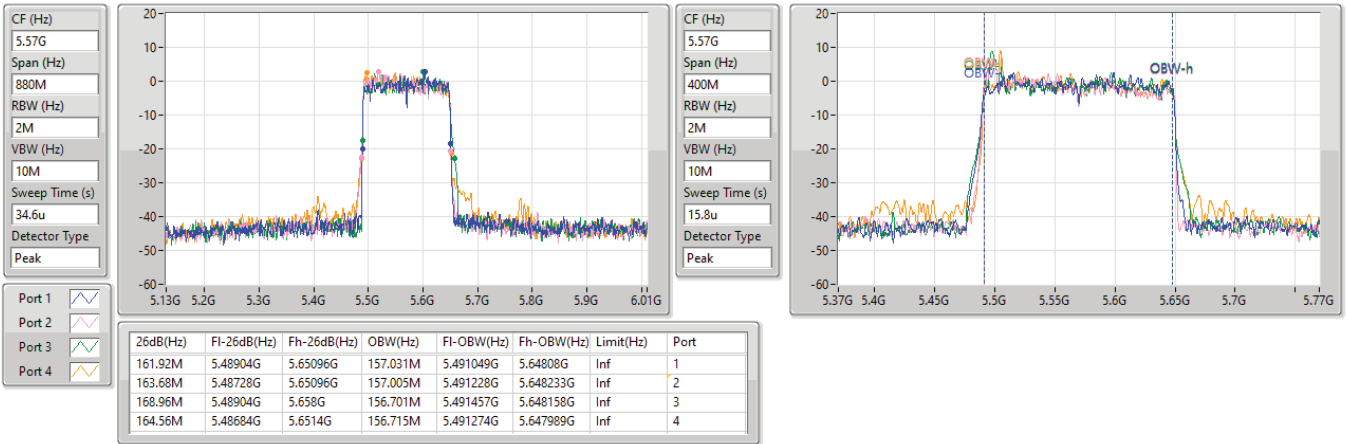 CF (Hz)
5.57G
Span (Hz)
880M
RBW (Hz)
2M
VBW (Hz)
10M
Sweep Time (s)
34.6u
Detector Type
Peak
20
10
0
-10
-20
-30
-40
-50
-60
5.13G 5.2G 5.3G 5.4G 5.5G 5.6G 5.7G 5.8G 5.9G 6.01G
CF (Hz)
5.57G
Span (Hz)
400M
RBW (Hz)
2M
VBW (Hz)
10M
Sweep Time (s)
15.8u
Detector Type
Peak
20
10
0
-10
-20
-30
-40
-50
-60
OBW-h
5.37G 5.4G 5.45G 5.5G 5.55G 5.6G 5.65G 5.7G 5.77G
Port 1
Port 2
Port 3
Port 4
26dB(Hz) Fl-26dB(Hz) Fh-26dB(Hz) OBW(Hz) Fl-OBW(Hz) Fh-OBW(Hz) Limit(Hz) Port
161.92M 5.48904G 5.65096G 157.031M 5.491049G 5.64808G Inf 1
163.68M 5.48728G 5.65096G 157.005M 5.491228G 5.648233G Inf 2
168.96M 5.48904G 5.658G 156.701M 5.491457G 5.648158G Inf 3
164.56M 5.48684G 5.6514G 156.715M 5.491274G 5.647989G Inf 4